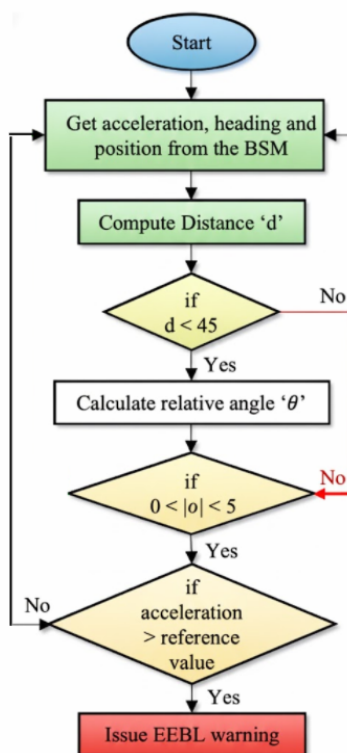 Start
Get acceleration, heading and
position from the BSM
Compute Distance ‘d’
if
d < 45
No
Yes
Calculate relative angle ‘θ’
if
0 < |o| < 5
No
Yes
if
acceleration
> reference
value
No
Yes
Issue EEBL warning